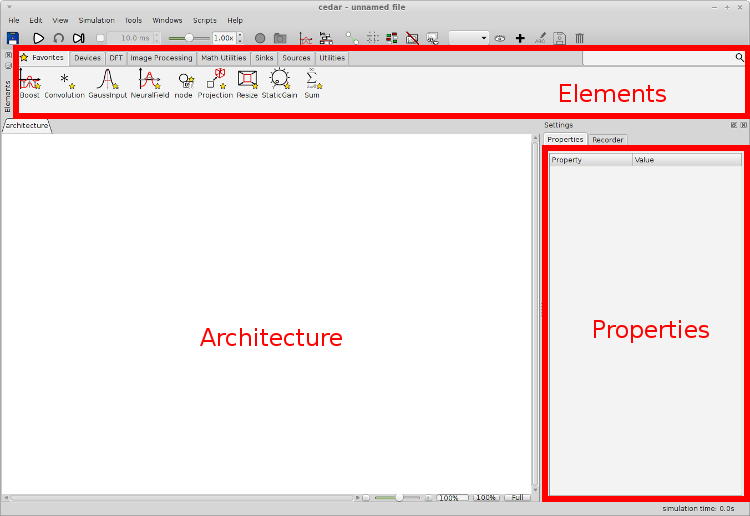 cedar – unnamed file
File Edit View Simulation Tools Windows Scripts Help
10.0 ms 1.00x
Favorites Devices DFT Image Processing Math Utilities Sinks Sources Utilities
Elements
Boost Convolution GaussInput NeuralField node Projection Resize StaticGain Sum
Elements
architecture
Settings
Properties Recorder
Property Value
Architecture
Properties
100% 100% Full
simulation time: 0.0s